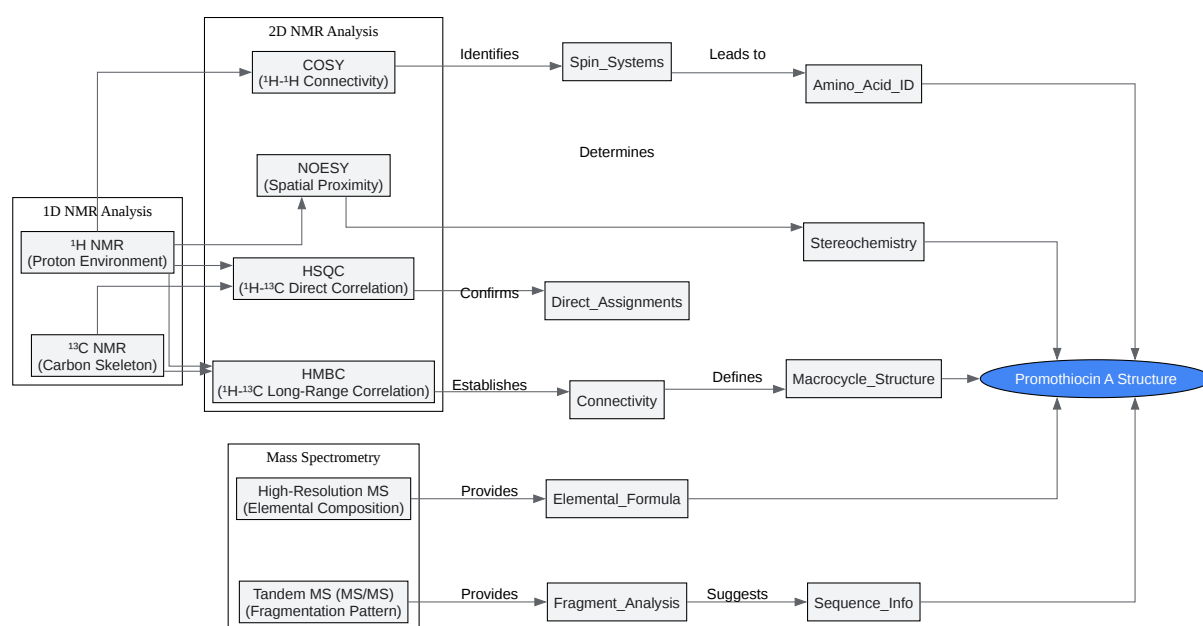 2D NMR Analysis
COSY
(¹H-¹H Connectivity)
Identifies
Spin_Systems
Leads to
Amino_Acid_ID
NOESY
(Spatial Proximity)
Determines
Stereochemistry
1D NMR Analysis
¹H NMR
(Proton Environment)
HSQC
(¹H-¹³C Direct Correlation)
Confirms
Direct_Assignments
¹³C NMR
(Carbon Skeleton)
HMBC
(¹H-¹³C Long-Range Correlation)
Establishes
Connectivity
Defines
Macrocycle_Structure
Promothiocin A Structure
Mass Spectrometry
High-Resolution MS
(Elemental Composition)
Provides
Elemental_Formula
Tandem MS (MS/MS)
(Fragmentation Pattern)
Provides
Fragment_Analysis
Suggests
Sequence_Info